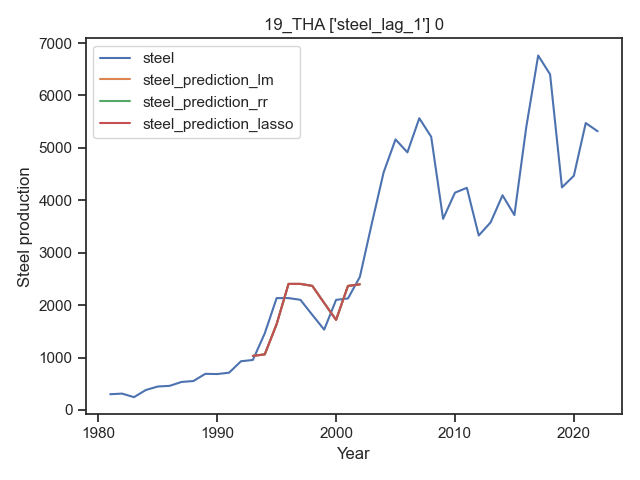 19_THA ['steel_lag_1'] 0
steel
steel_prediction_lm
steel_prediction_rr
steel_prediction_lasso
Steel production
7000
6000
5000
4000
3000
2000
1000
0
1980
1990
2000
2010
2020
Year